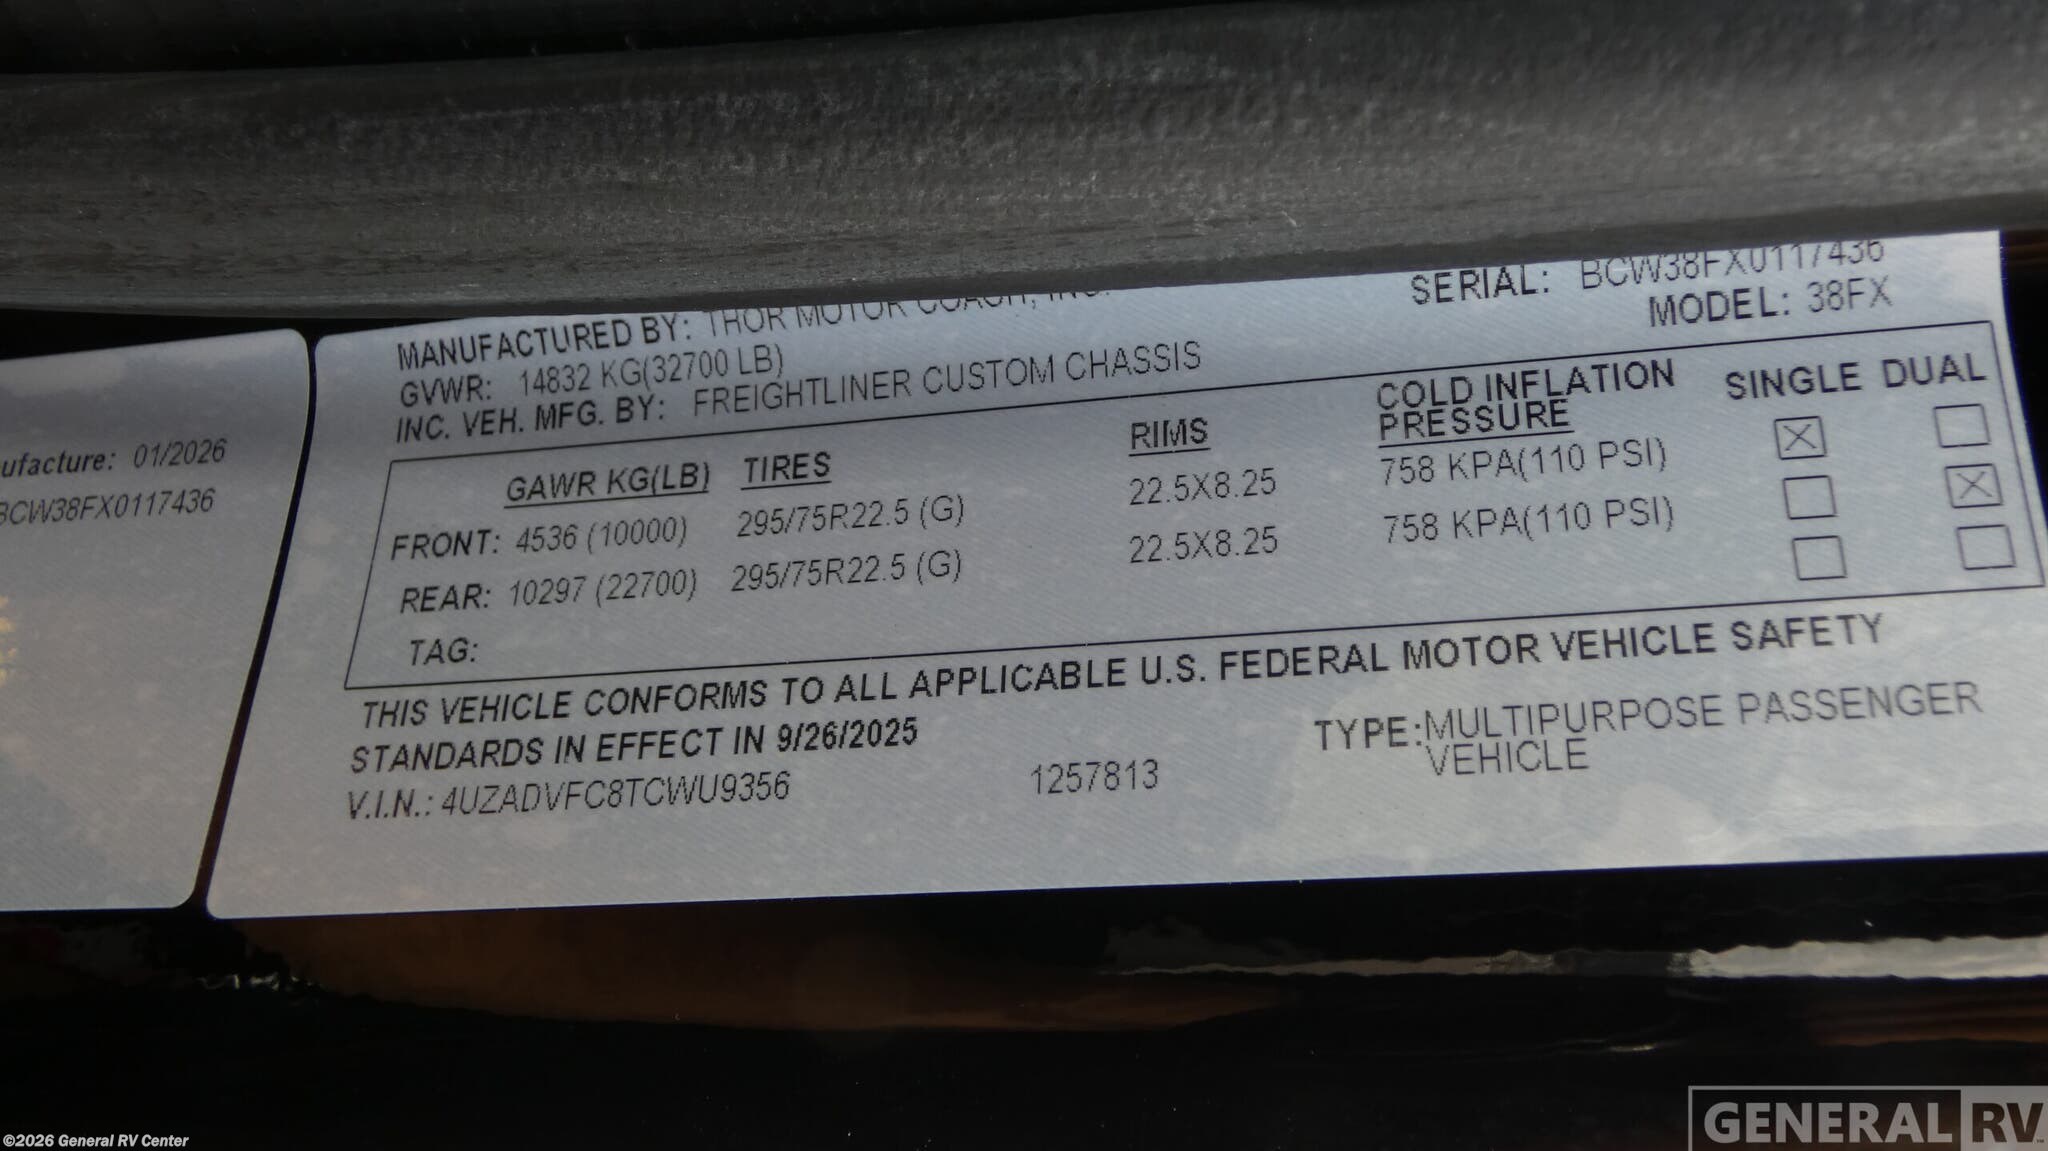 ufacture: 01/2026
BCW38FX0117436
MANUFACTURED BY: THOR MOTOR COACH, INC.
SERIAL: BCW38FX0117436
GVWR: 14832 KG(32700 LB)
MODEL: 38FX
INC. VEH. MFG. BY: FREIGHTLINER CUSTOM CHASSIS
GAWR KG(LB) TIRES RIMS COLD INFLATION PRESSURE SINGLE DUAL
FRONT: 4536 (10000) 295/75R22.5 (G) 22.5X8.25 758 KPA(110 PSI)
REAR: 10297 (22700) 295/75R22.5 (G) 22.5X8.25 758 KPA(110 PSI)
TAG:
THIS VEHICLE CONFORMS TO ALL APPLICABLE U.S. FEDERAL MOTOR VEHICLE SAFETY
STANDARDS IN EFFECT IN 9/26/2025
V.I.N.: 4UZADVFC8TCWU9356 1257813
TYPE: MULTIPURPOSE PASSENGER
VEHICLE
©2026 General RV Center
GENERAL RV